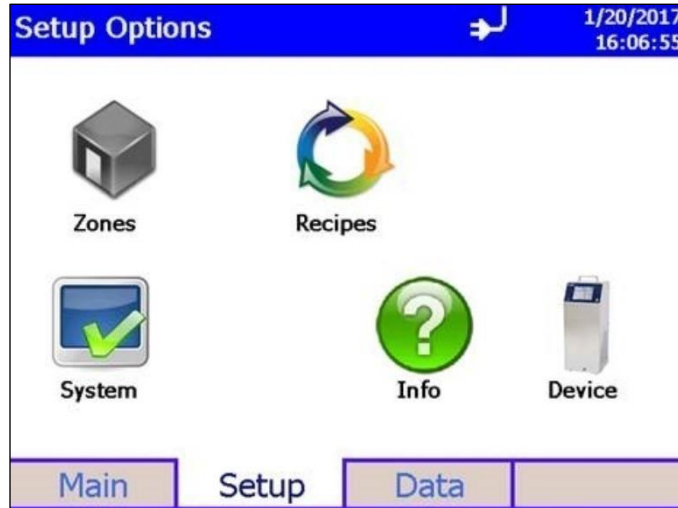 Setup Options
1/20/2017
16:06:55
Zones
Recipes
System
Info
Device
Main
Setup
Data